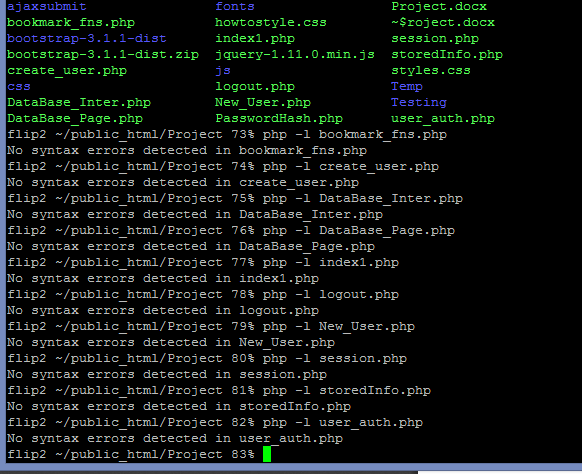 ajaxsubmit fonts Project.docx
bookmark_fns.php howtostyle.css ~$roject.docx
bootstrap-3.1.1-dist index1.php session.php
bootstrap-3.1.1-dist.zip jquery-1.11.0.min.js storedInfo.php
create_user.php js styles.css
css logout.php Temp
DataBase_Inter.php New_User.php Testing
DataBase_Page.php PasswordHash.php user_auth.php
flip2 ~/public_html/Project 73% php -l bookmark_fns.php
No syntax errors detected in bookmark_fns.php
flip2 ~/public_html/Project 74% php -l create_user.php
No syntax errors detected in create_user.php
flip2 ~/public_html/Project 75% php -l DataBase_Inter.php
No syntax errors detected in DataBase_Inter.php
flip2 ~/public_html/Project 76% php -l DataBase_Page.php
No syntax errors detected in DataBase_Page.php
flip2 ~/public_html/Project 77% php -l index1.php
No syntax errors detected in index1.php
flip2 ~/public_html/Project 78% php -l logout.php
No syntax errors detected in logout.php
flip2 ~/public_html/Project 79% php -l New_User.php
No syntax errors detected in New_User.php
flip2 ~/public_html/Project 80% php -l session.php
No syntax errors detected in session.php
flip2 ~/public_html/Project 81% php -l storedInfo.php
No syntax errors detected in storedInfo.php
flip2 ~/public_html/Project 82% php -l user_auth.php
No syntax errors detected in user_auth.php
flip2 ~/public_html/Project 83%